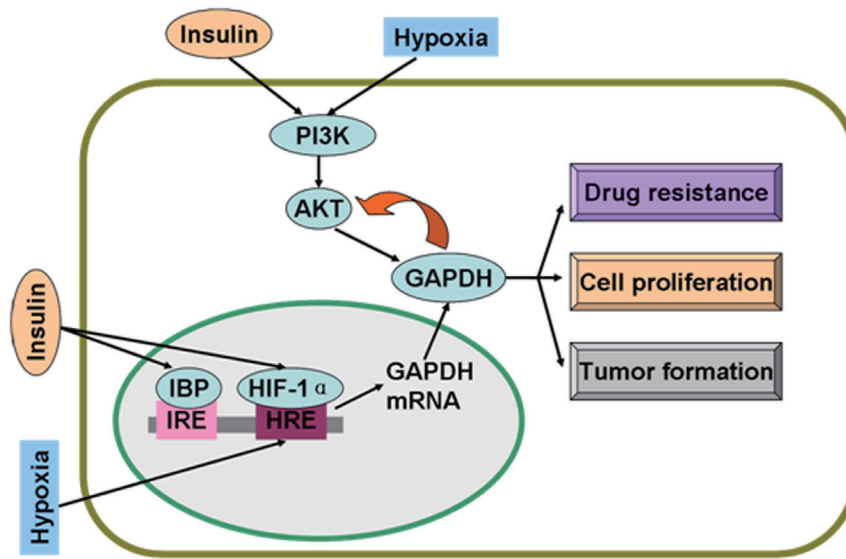 Insulin
Hypoxia
PI3K
AKT
GAPDH
Drug resistance
Cell proliferation
Tumor formation
Insulin
IBP
HIF-1 α
IRE
HRE
GAPDH
mRNA
Hypoxia